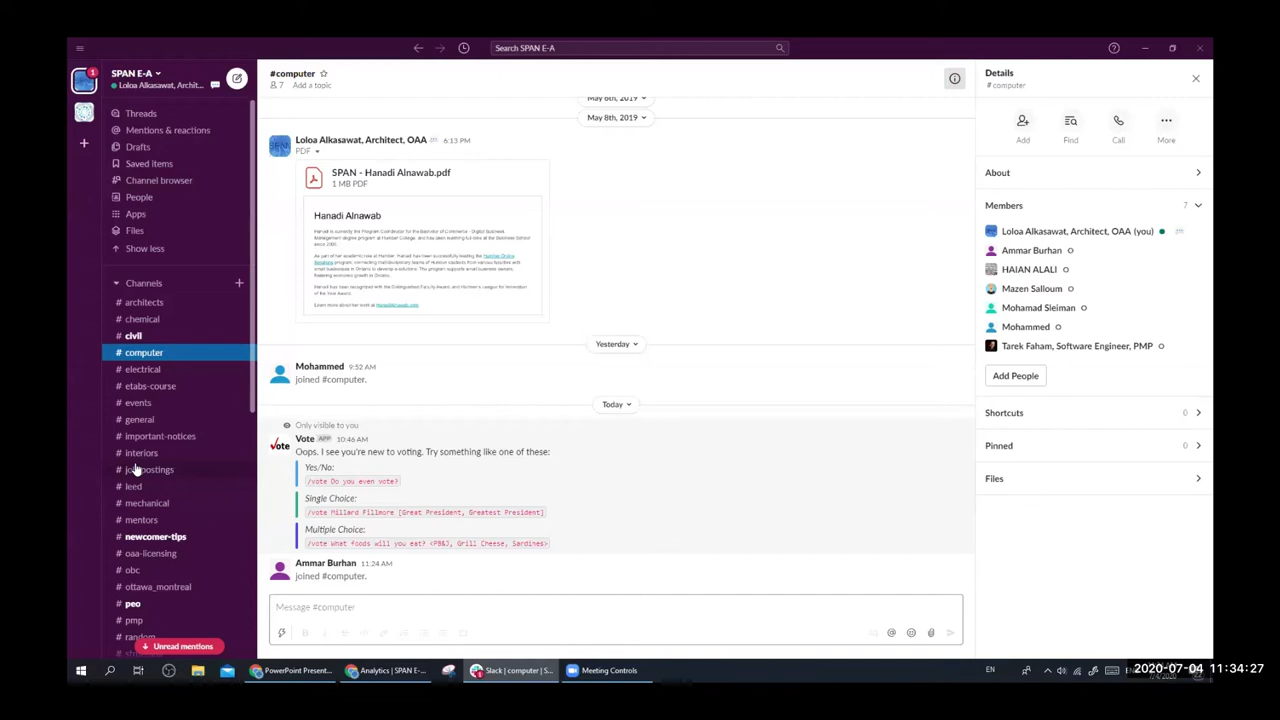 Search SPAN E-A
1
SPAN E-A
Loloa Alkasawat, Archit...
Threads
Mentions & reactions
Drafts
Saved items
Channel browser
People
Apps
Files
Show less
Channels
# architects
# chemical
# civil
# computer
# electrical
# etabs-course
# events
# general
# important-notices
# interiors
# leed
# mechanical
# mentors
# newcomer-tips
# oaa-licensing
# obc
# ottawa_montreal
# peo
# pmp
# random
Unread mentions
#computer
7 Add a topic
May 6th, 2019
May 8th, 2019
Loloa Alkasawat, Architect, OAA 6:13 PM
PDF
SPAN - Hanadi Alnawab.pdf
1 MB PDF
Hanadi Alnawab
Yesterday
Mohammed 9:52 AM
joined #computer.
Today
Only visible to you
Vote APP 10:46 AM
Oops. I see you're new to voting. Try something like one of these:
Yes/No:
/vote Do you even vote?
Single Choice:
/vote Millard Fillmore [Great President, Greatest President]
Multiple Choice:
/vote What foods will you eat? <PB&J, Grill Cheese, Sardines>
Ammar Burhan 11:24 AM
joined #computer.
Message #computer
Details
# computer
Add Find Call More
About
Members 7
Loloa Alkasawat, Architect, OAA (you)
Ammar Burhan
HAIAN ALALI
Mazen Salloum
Mohamad Sleiman
Mohammed
Tarek Faham, Software Engineer, PMP
Add People
Shortcuts 0
Pinned 0
Files
PowerPoint Present...
Analytics | SPAN E-...
Slack | computer | S...
Meeting Controls
EN
2020-07-04 11:34:27